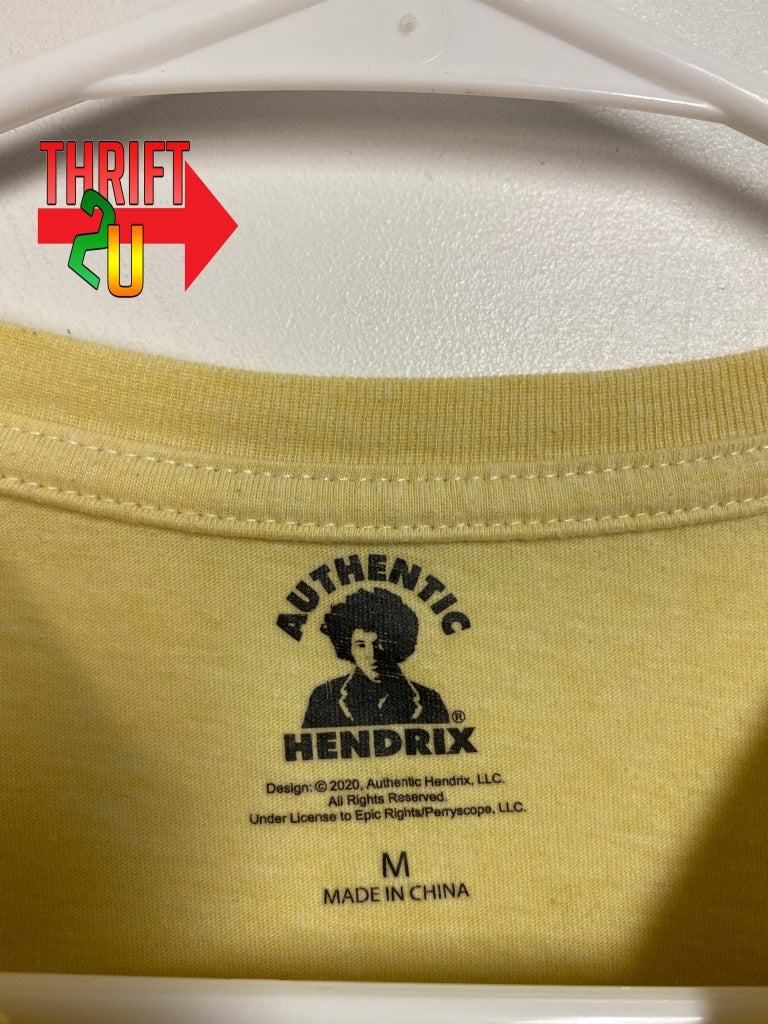 THRIFT
2U
AUTHENTIC
HENDRIX®
Design: © 2020, Authentic Hendrix, LLC.
All Rights Reserved.
Under License to Epic Rights/Perryscope, LLC.
M
MADE IN CHINA